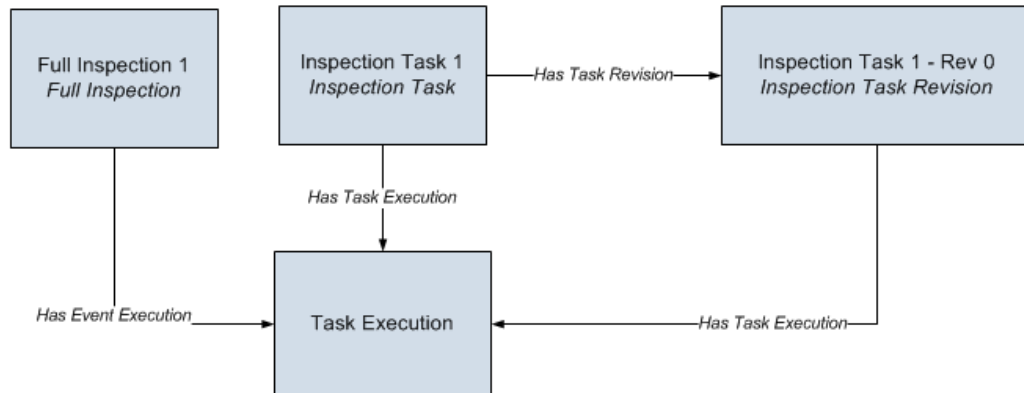 Full Inspection 1
Full Inspection
Inspection Task 1
Inspection Task
Has Task Revision
Inspection Task 1 - Rev 0
Inspection Task Revision
Has Task Execution
Has Event Execution
Task Execution
Has Task Execution